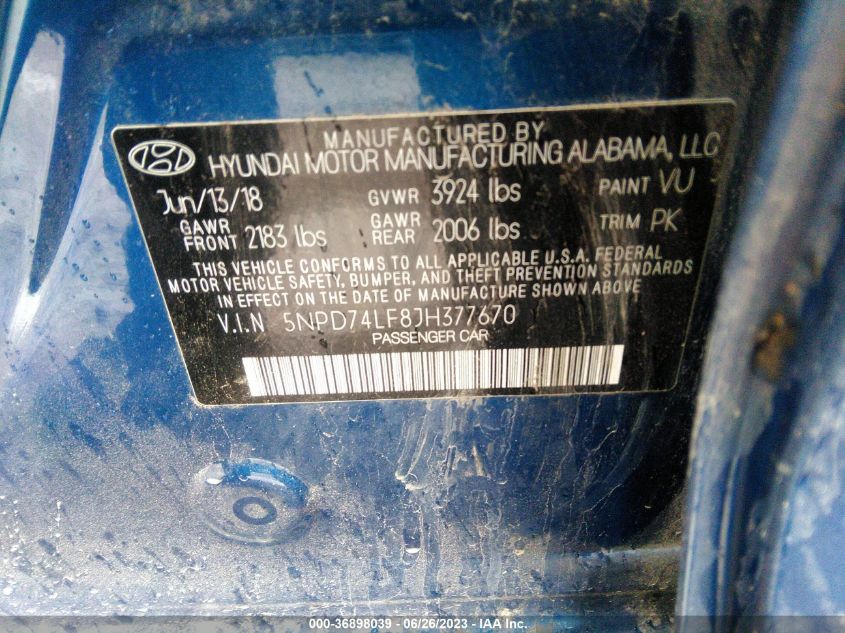 MANUFACTURED BY
HYUNDAI MOTOR MANUFACTURING ALABAMA, LLC
Jun/13/18 GVWR 3924 lbs PAINT VU
GAWR FRONT 2183 lbs GAWR REAR 2006 lbs TRIM PK
THIS VEHICLE CONFORMS TO ALL APPLICABLE U.S.A. FEDERAL
MOTOR VEHICLE SAFETY, BUMPER, AND THEFT PREVENTION STANDARDS
IN EFFECT ON THE DATE OF MANUFACTURE SHOWN ABOVE.
V.I.N 5NPD74LF8JH377670
PASSENGER CAR
000-36898039 - 06/26/2023 - © IAA Inc.